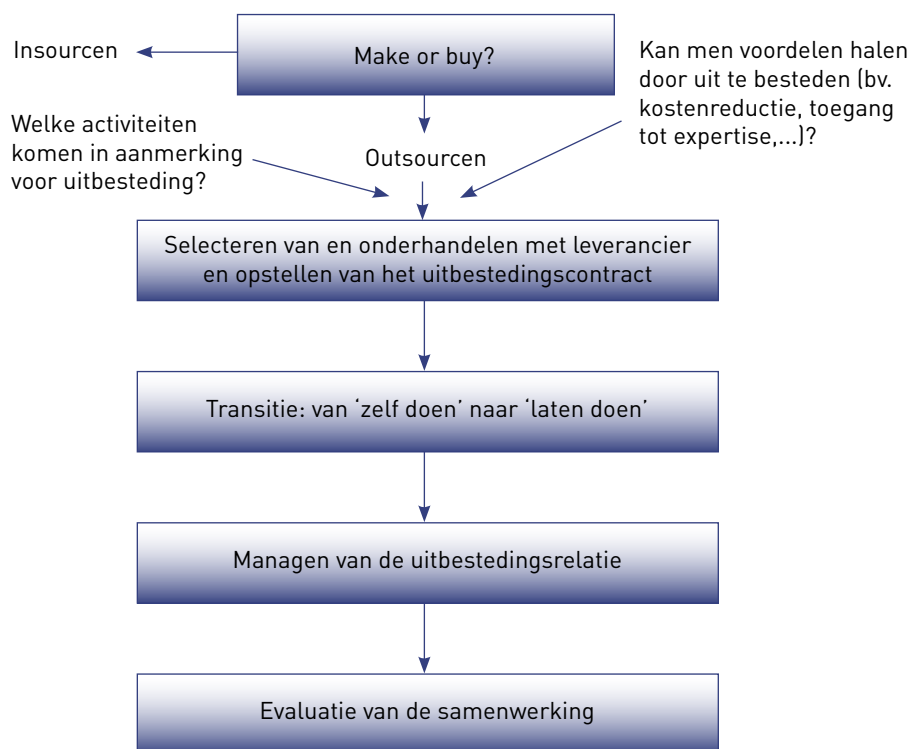 Insourcen
Make or buy?
Kan men voordelen halen
door uit te besteden (bv.
kostenreductie, toegang
tot expertise,...)?
Welke activiteiten
komen in aanmerking
voor uitbesteding?
Outsourcen
Selecteren van en onderhandelen met leverancier
en opstellen van het uitbestedingscontract
Transitie: van ‘zelf doen’ naar ‘laten doen’
Managen van de uitbestedingsrelatie
Evaluatie van de samenwerking